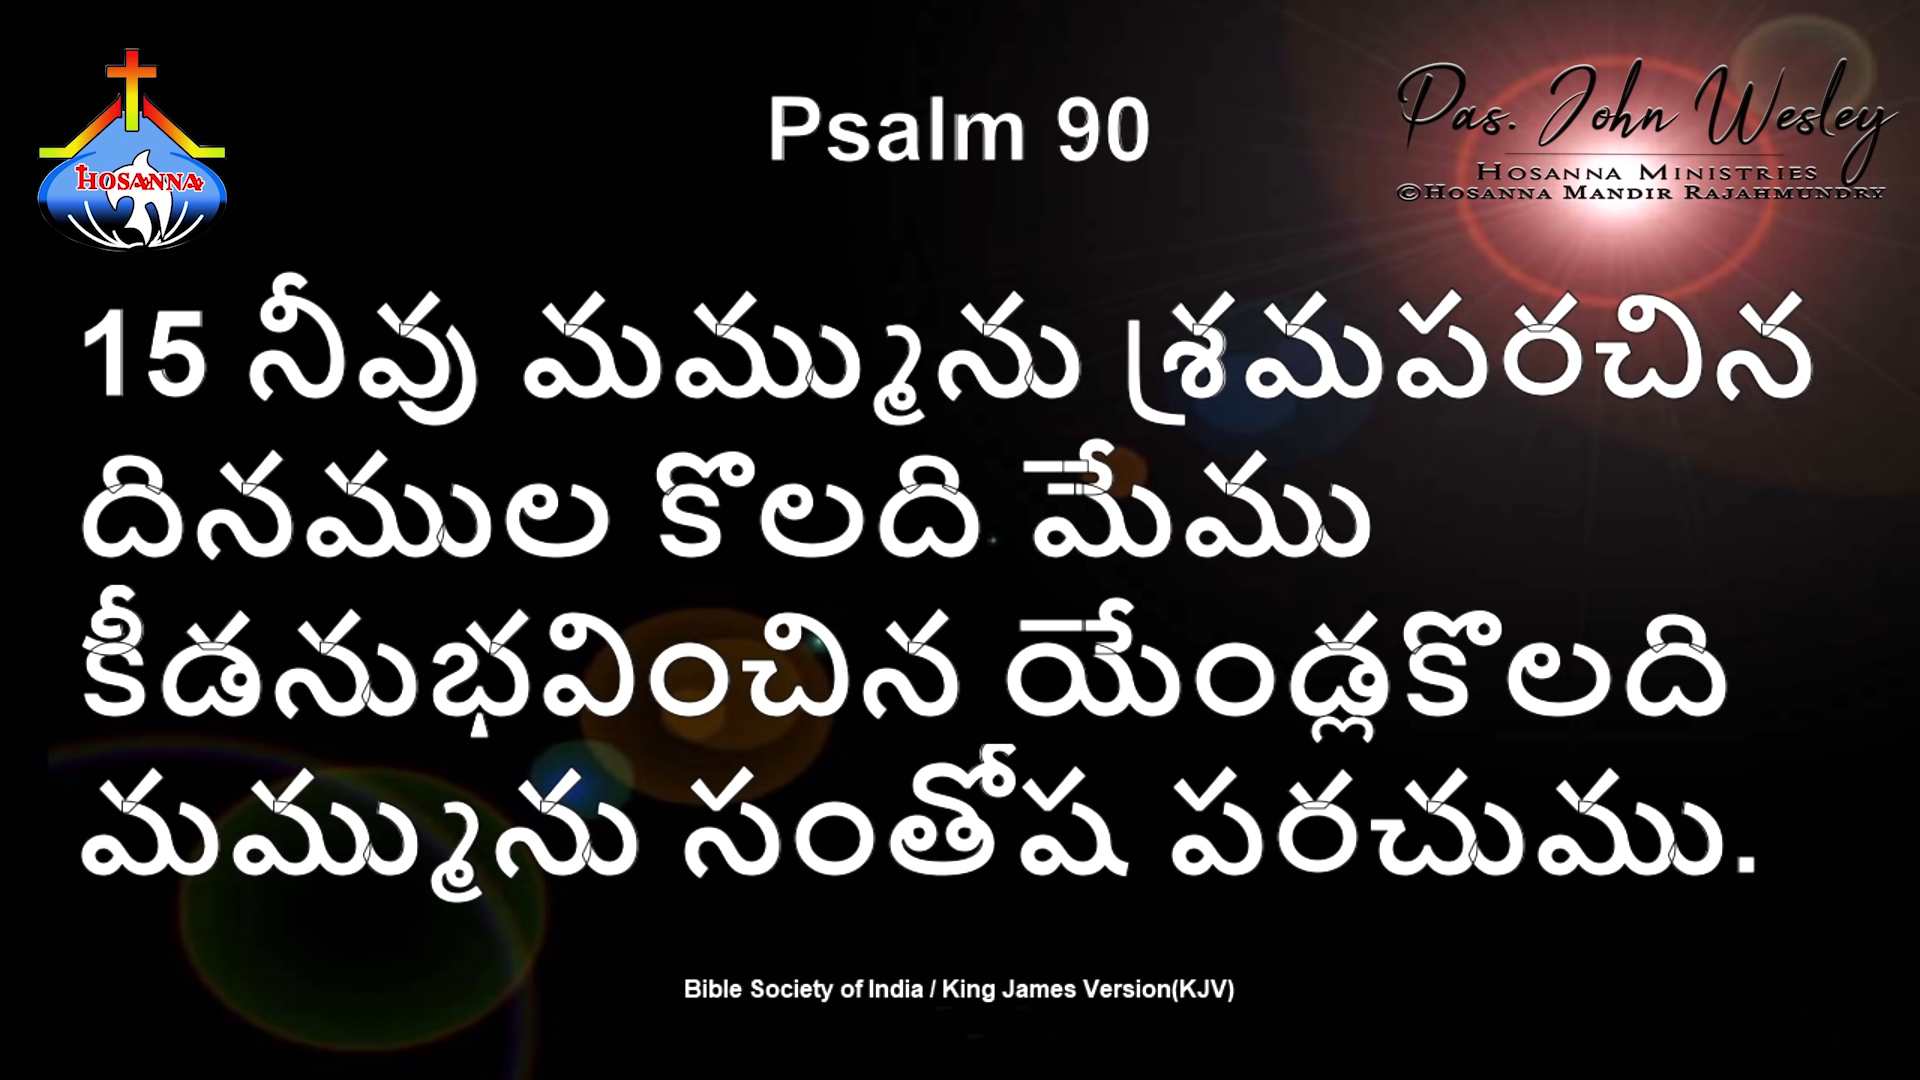 HOSANNA
Psalm 90
Pas. John Wesley
HOSANNA MINISTRIES
©HOSANNA MANDIR RAJAHMUNDRY
15 నీవు మమ్మును శ్రమపరచిన
దినముల కొలది మేము
కీడనుభవించిన యేండ్లకొలది
మమ్మును సంతోష పరచుము.
Bible Society of India / King James Version(KJV)